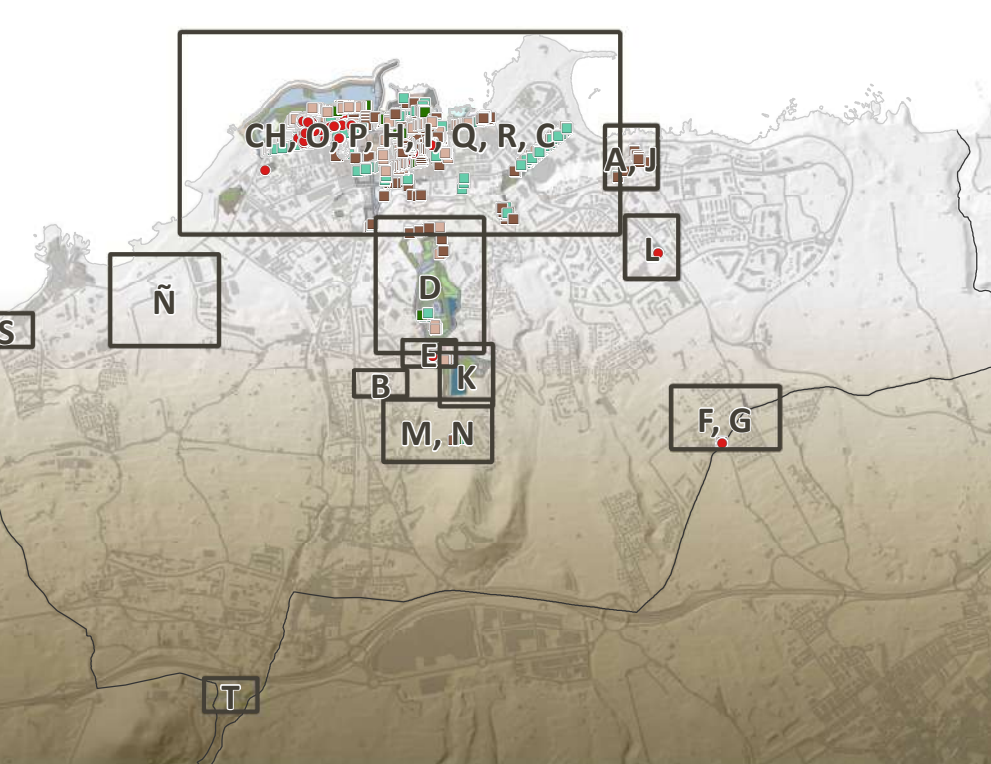 CH, O, P, H, I, Q, R, C
A, J
L
D
Ñ
S
E
K
B
F, G
M, N
T